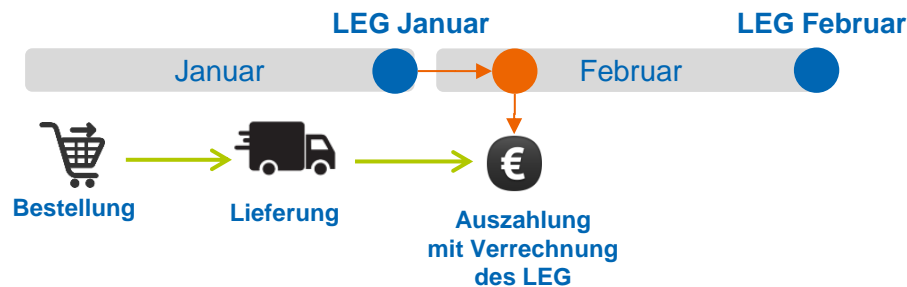 LEG Januar
LEG Februar
Januar
Februar
€
Bestellung
Lieferung
Auszahlung
mit Verrechnung
des LEG